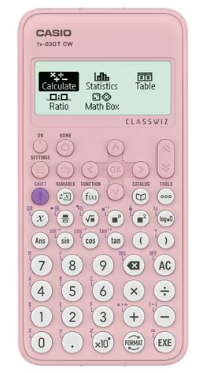 CASIO
fx-83GT CW
Calculate Statistics Table
Ratio Math Box
CLASSWIZ
ON HOME
SETTINGS
OK
SHIFT VARIABLE FUNCTION CATALOG TOOLS
x f(x)
Ans sin cos tan ( )
7 8 9 AC
4 5 6 × ÷
1 2 3 + −
0 . ×10 FORMAT EXE